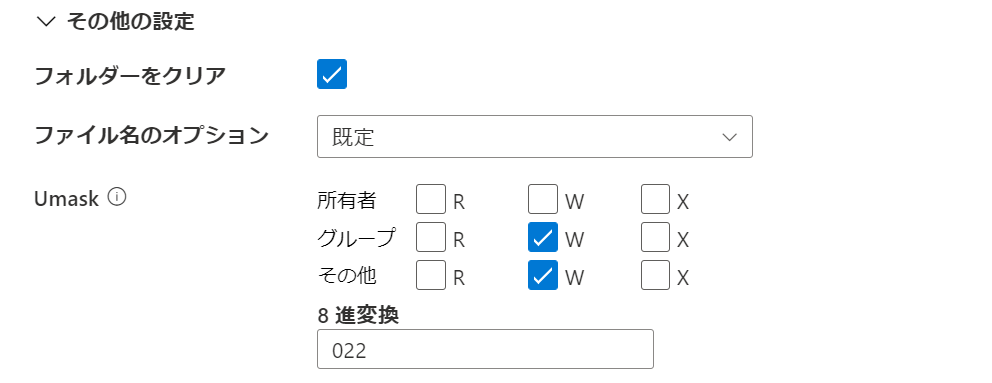 その他の設定
フォルダーをクリア
ファイル名のオプション 既定
Umask
所有者 R W X
グループ R W X
その他 R W X
8 進変換
022